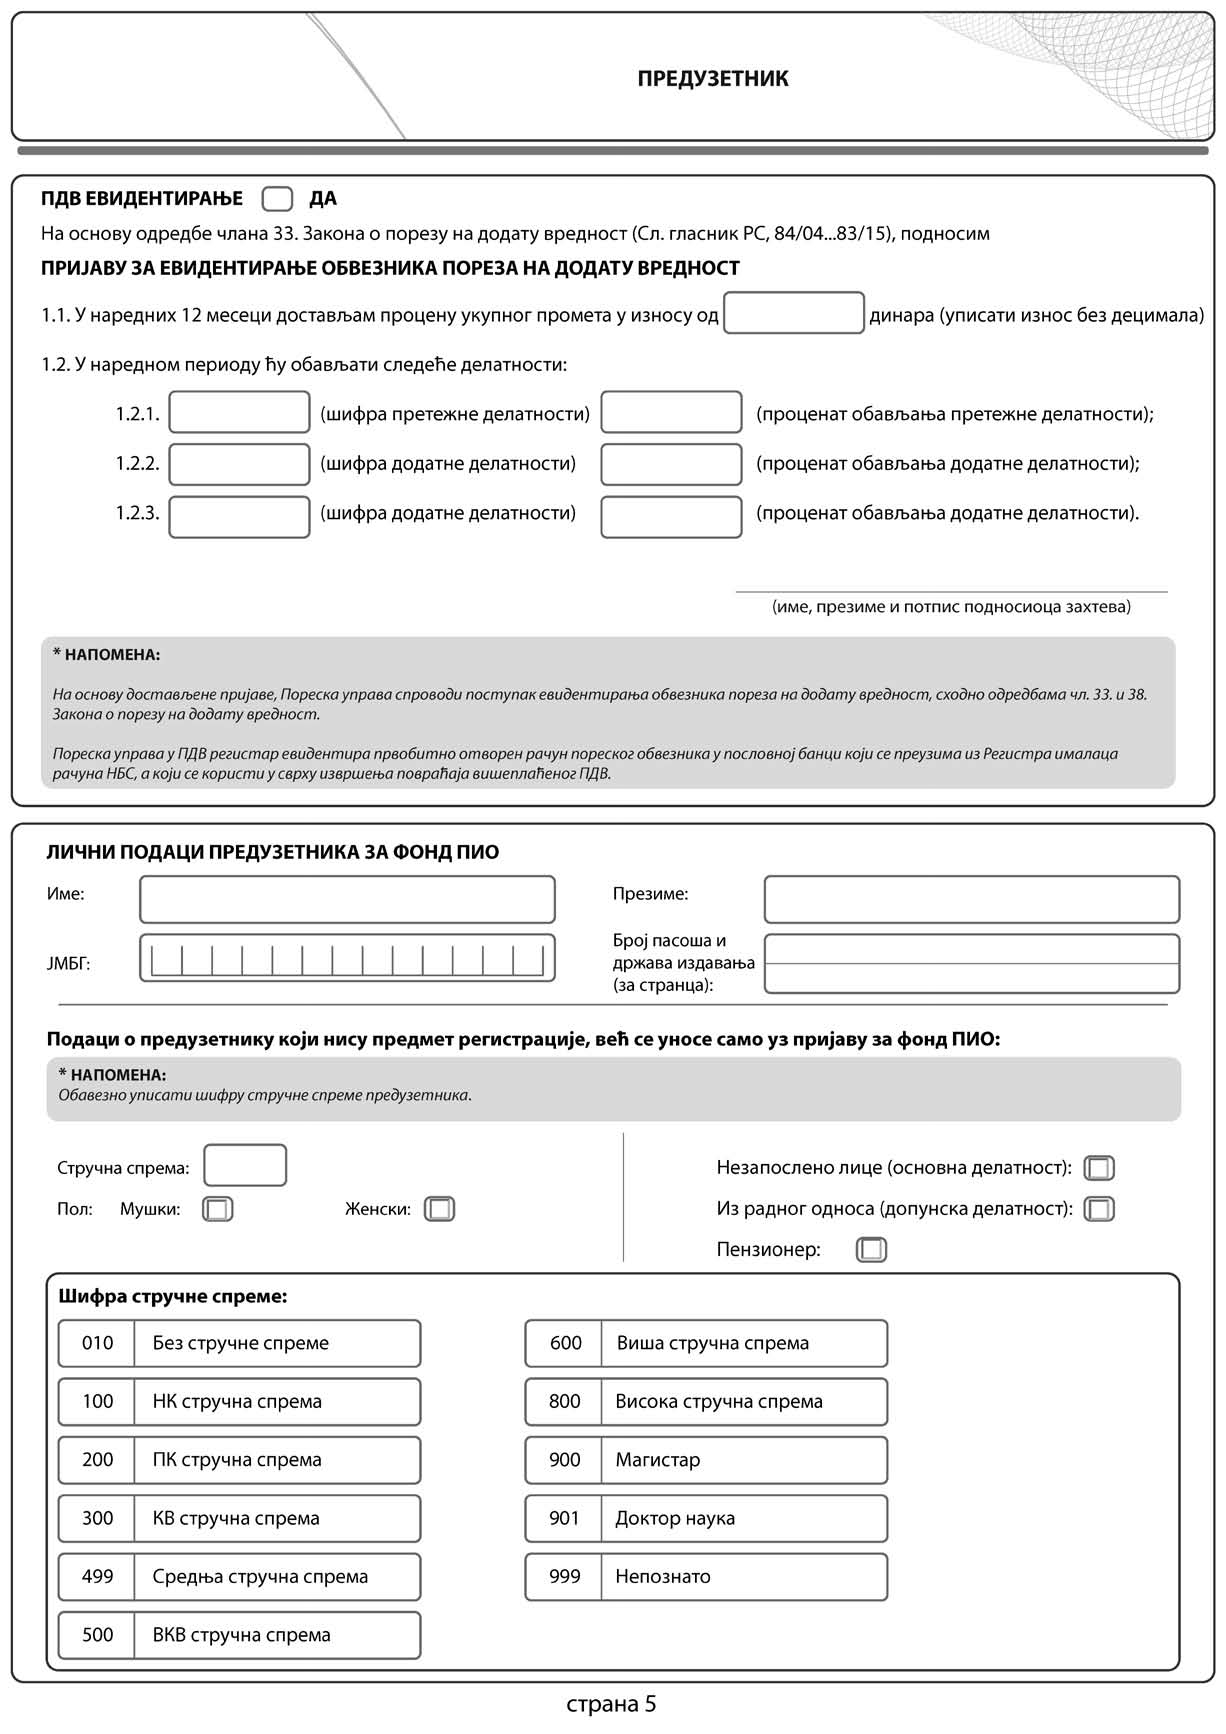 ПРЕДУЗЕТНИК
ПДВ ЕВИДЕНТИРАЊЕ ДА
На основу одредбе члана 33. Закона о порезу на додату вредност (Сл. гласник РС, 84/04...83/15), подносим
ПРИЈАВУ ЗА ЕВИДЕНТИРАЊЕ ОБВЕЗНИКА ПОРЕЗА НА ДОДАТУ ВРЕДНОСТ
1.1. У наредних 12 месеци достављам процену укупног промета у износу од динара (уписати износ без децимала)
1.2. У наредном периоду ћу обављати следеће делатности:
1.2.1. (шифра претежне делатности) (проценат обављања претежне делатности);
1.2.2. (шифра додатне делатности) (проценат обављања додатне делатности);
1.2.3. (шифра додатне делатности) (проценат обављања додатне делатности).
(име, презиме и потпис подносиоца захтева)
* НАПОМЕНА:
На основу достављене пријаве, Пореска управа спроводи поступак евидентирања обвезника пореза на додату вредност, сходно одредбама чл. 33. и 38.
Закона о порезу на додату вредност.
Пореска управа у ПДВ регистар евидентира првобитно отворен рачун пореског обвезника у пословној банци који се преузима из Регистра ималаца
рачуна НБС, а који се користи у сврху извршења повраћаја вишеплаћеног ПДВ.
ЛИЧНИ ПОДАЦИ ПРЕДУЗЕТНИКА ЗА ФОНД ПИО
Име: Презиме:
ЈМБГ:
Број пасоша и
држава издавања
(за странца):
Подаци о предузетнику који нису предмет регистрације, већ се уносе само уз пријаву за фонд ПИО:
* НАПОМЕНА:
Обавезно уписати шифру стручне спреме предузетника.
Стручна спрема:
Пол: Мушки: Женски:
Незапослено лице (основна делатност):
Из радног односа (допунска делатност):
Пензионер:
Шифра стручне спреме:
010 Без стручне спреме
100 НК стручна спрема
200 ПК стручна спрема
300 КВ стручна спрема
499 Средња стручна спрема
500 ВКВ стручна спрема
600 Виша стручна спрема
800 Висока стручна спрема
900 Магистар
901 Доктор наука
999 Непознато
страна 5